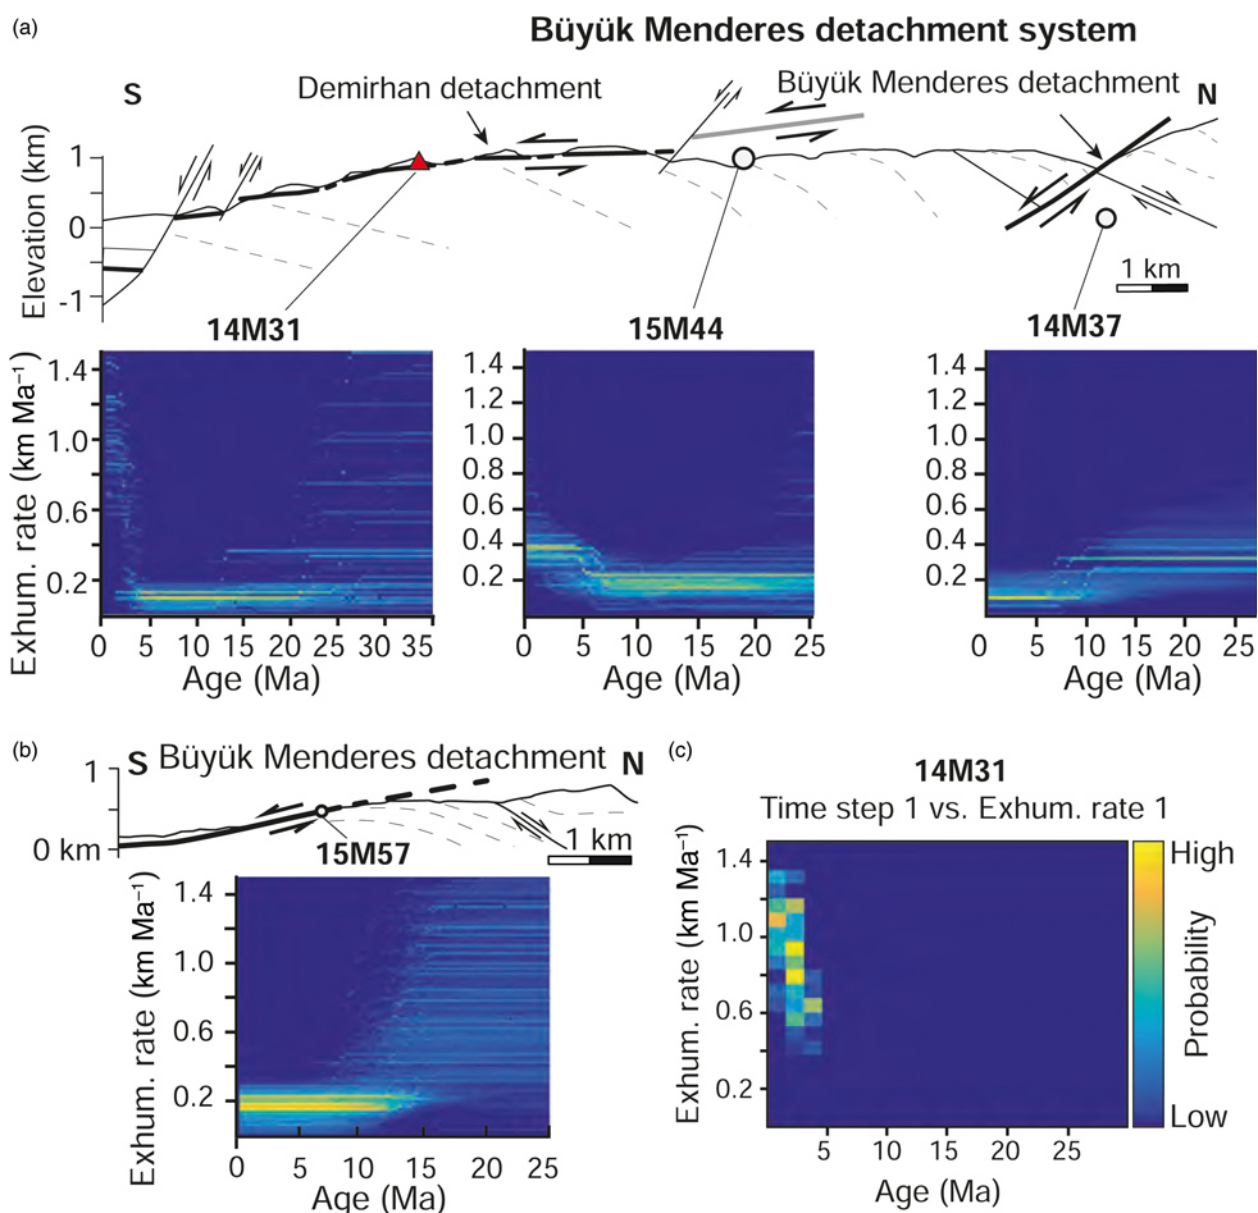 (a)
Büyük Menderes detachment system
S
Demirhan detachment
Büyük Menderes detachment
N
Elevation (km)
1
0
-1
1 km
14M31
15M44
14M37
Exhum. rate (km Ma⁻¹)
1.4
1.0
0.6
0.2
0 5 10 15 20 25 30 35
Age (Ma)
1.4
1.2
1.0
0.8
0.6
0.4
0.2
0 5 10 15 20 25
Age (Ma)
1.4
1.2
1.0
0.8
0.6
0.4
0.2
0 5 10 15 20 25
Age (Ma)
(b)
S Büyük Menderes detachment N
1
0 km
15M57
1 km
Exhum. rate (km Ma⁻¹)
1.4
1.0
0.6
0.2
0 5 10 15 20 25
Age (Ma)
(c)
14M31
Time step 1 vs. Exhum. rate 1
Exhum. rate (km Ma⁻¹)
1.4
1.0
0.6
0.2
5 10 15 20 25
Age (Ma)
High
Probability
Low